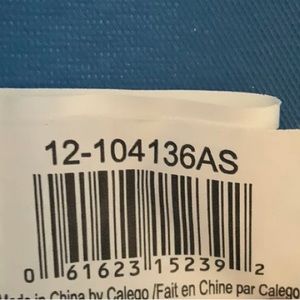 12-104136AS
0 61623 15239 2
Made in China by Calego /Fait en Chine par Calego